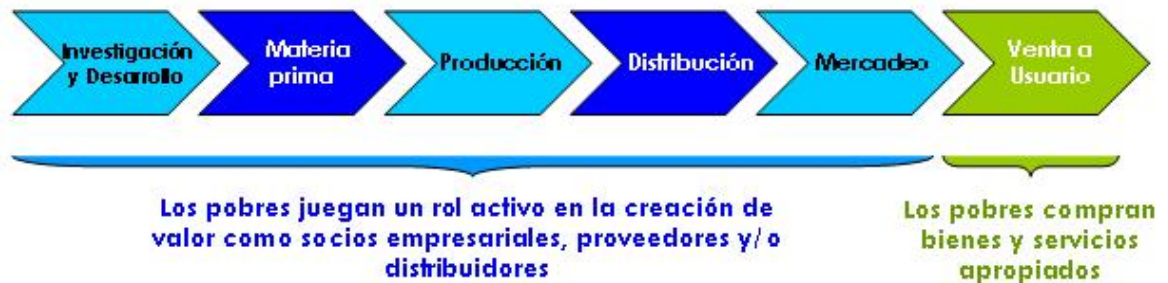 Investigación
y Desarrollo
Materia
prima
Producción
Distribución
Mercadeo
Venta a
Usuario
Los pobres juegan un rol activo en la creación de
valor como socios empresariales, proveedores y/o
distribuidores
Los pobres compran
bienes y servicios
apropiados